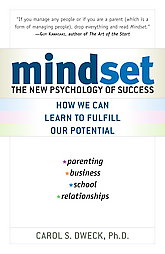 "If you manage any people or if you are a parent (which is a
form of managing people), drop everything and read Mindset."
—Guy Kawasaki, author of The Art of the Start
mindset
THE NEW PSYCHOLOGY OF SUCCESS
HOW WE CAN
LEARN TO FULFILL
OUR POTENTIAL
*parenting
*business
*school
*relationships
CAROL S. DWECK, Ph.D.